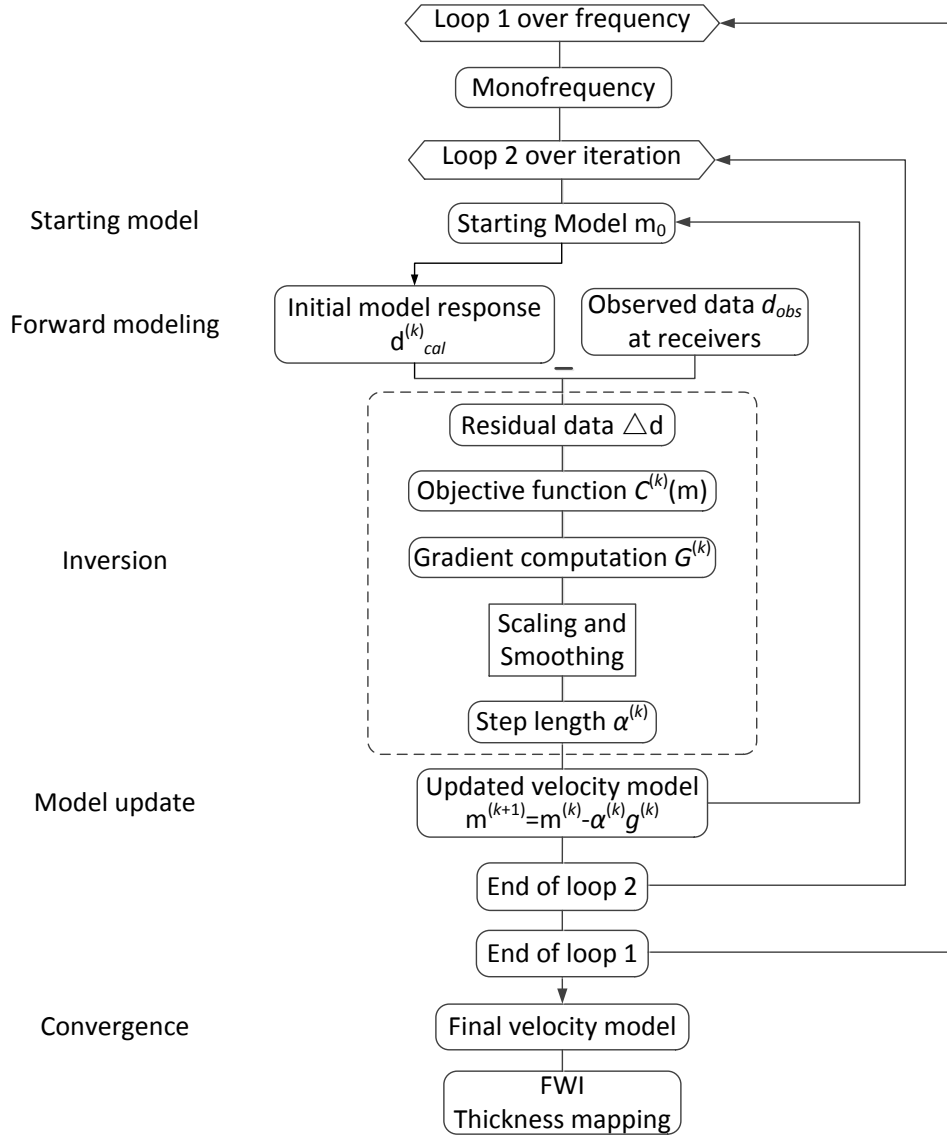 Loop 1 over frequency
Monofrequency
Loop 2 over iteration
Starting model
Starting Model m₀
Forward modeling
Initial model response
d⁽ᵏ⁾cal
Observed data dobs
at receivers
−
Inversion
Residual data △d
Objective function C⁽ᵏ⁾(m)
Gradient computation G⁽ᵏ⁾
Scaling and
Smoothing
Step length α⁽ᵏ⁾
Model update
Updated velocity model
m⁽ᵏ⁺¹⁾=m⁽ᵏ⁾-α⁽ᵏ⁾g⁽ᵏ⁾
End of loop 2
End of loop 1
Convergence
Final velocity model
FWI
Thickness mapping